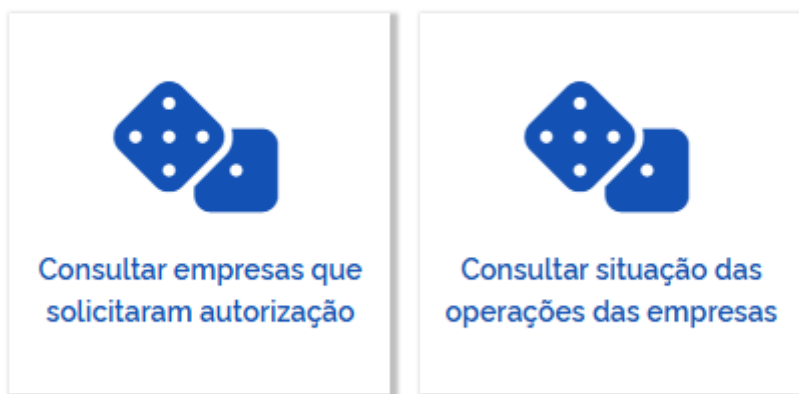 Consultar empresas que
solicitaram autorização
Consultar situação das
operações das empresas